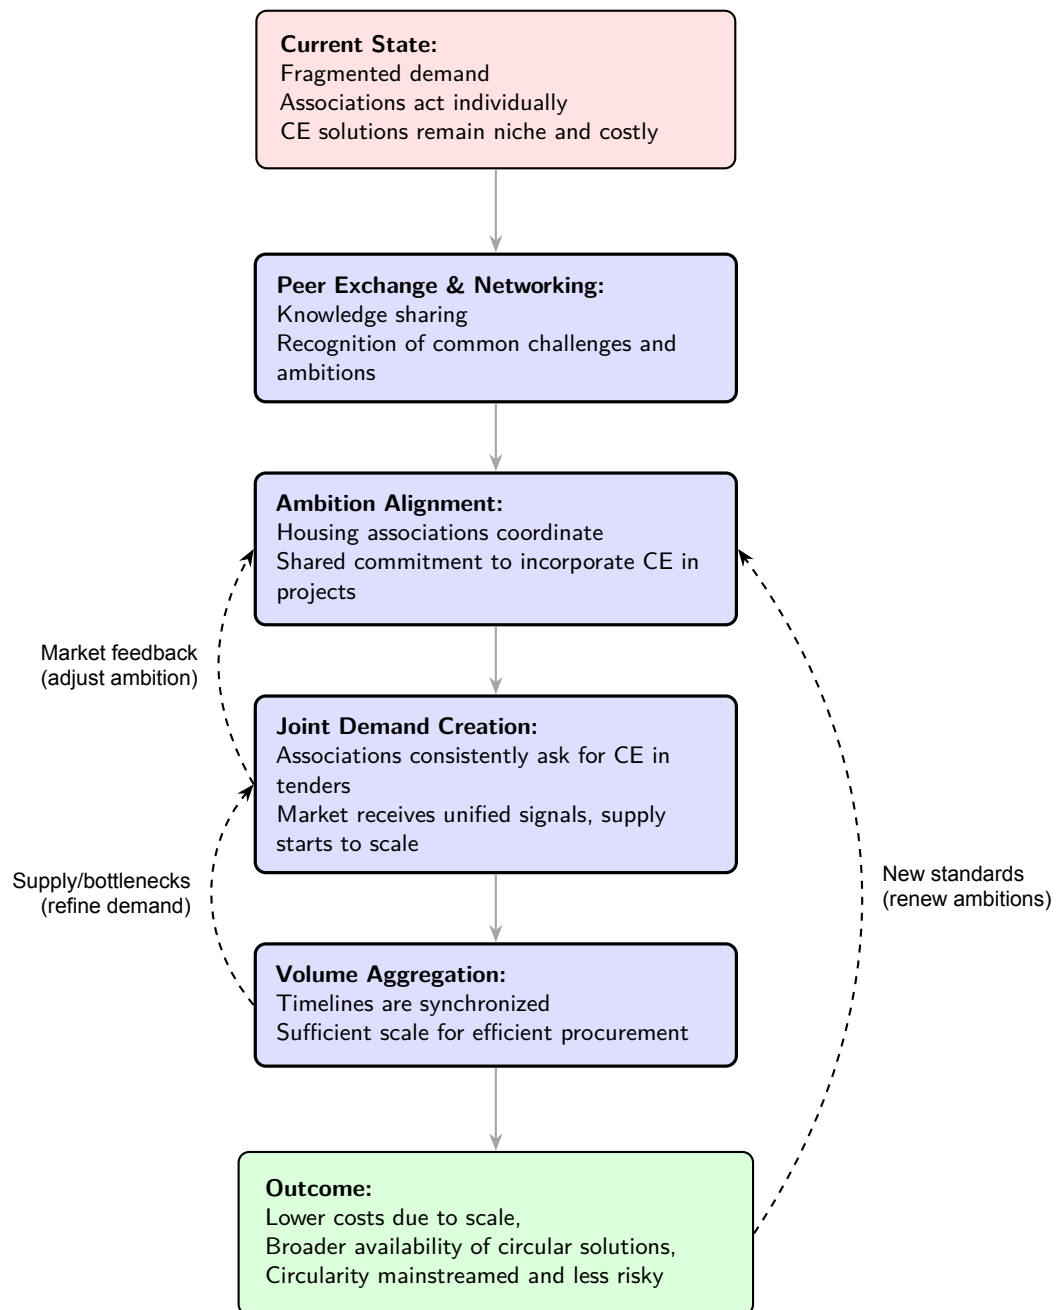 Current State:
Fragmented demand
Associations act individually
CE solutions remain niche and costly
Peer Exchange & Networking:
Knowledge sharing
Recognition of common challenges and
ambitions
Ambition Alignment:
Housing associations coordinate
Shared commitment to incorporate CE in
projects
Market feedback
(adjust ambition)
Joint Demand Creation:
Associations consistently ask for CE in
tenders
Market receives unified signals, supply
starts to scale
Supply/bottlenecks
(refine demand)
New standards
(renew ambitions)
Volume Aggregation:
Timelines are synchronized
Sufficient scale for efficient procurement
Outcome:
Lower costs due to scale,
Broader availability of circular solutions,
Circularity mainstreamed and less risky